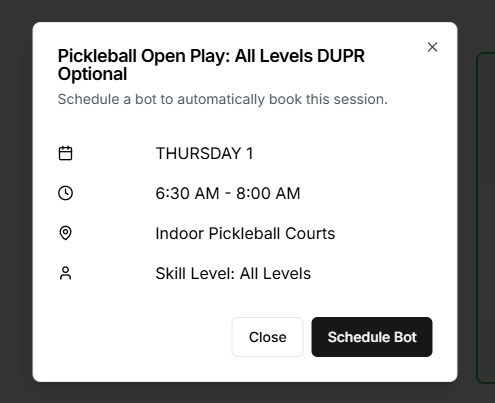 Pickleball Open Play: All Levels DUPR
Optional
Schedule a bot to automatically book this session.
THURSDAY 1
6:30 AM - 8:00 AM
Indoor Pickleball Courts
Skill Level: All Levels
Close
Schedule Bot